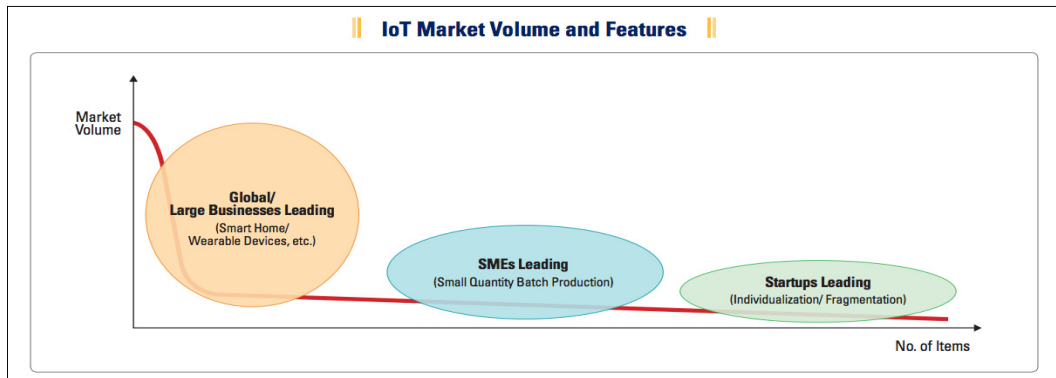 IoT Market Volume and Features
Market
Volume
Global/
Large Businesses Leading
(Smart Home/
Wearable Devices, etc.)
SMEs Leading
(Small Quantity Batch Production)
Startups Leading
(Individualization/ Fragmentation)
No. of Items